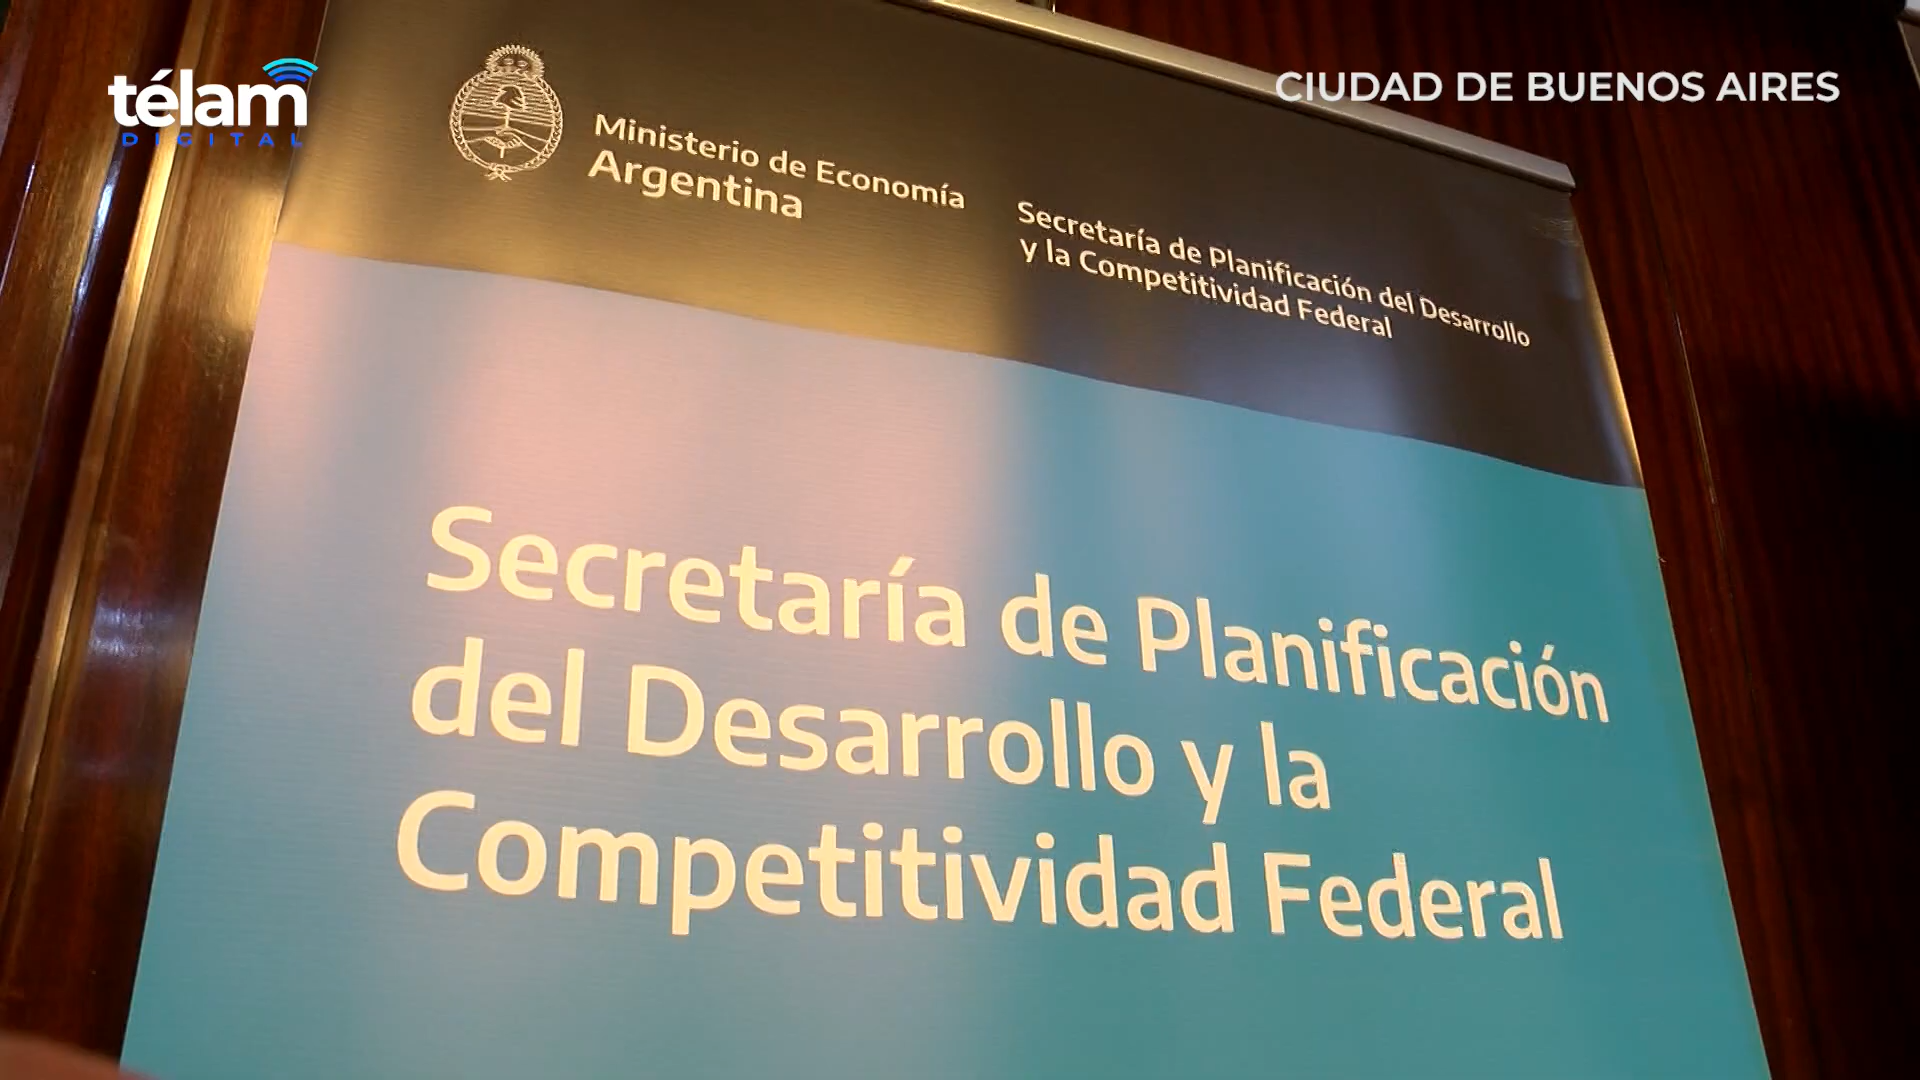 télam
DIGITAL
CIUDAD DE BUENOS AIRES
Ministerio de Economía
Argentina
Secretaría de Planificación del Desarrollo
y la Competitividad Federal
Secretaría de Planificación
del Desarrollo y la
Competitividad Federal